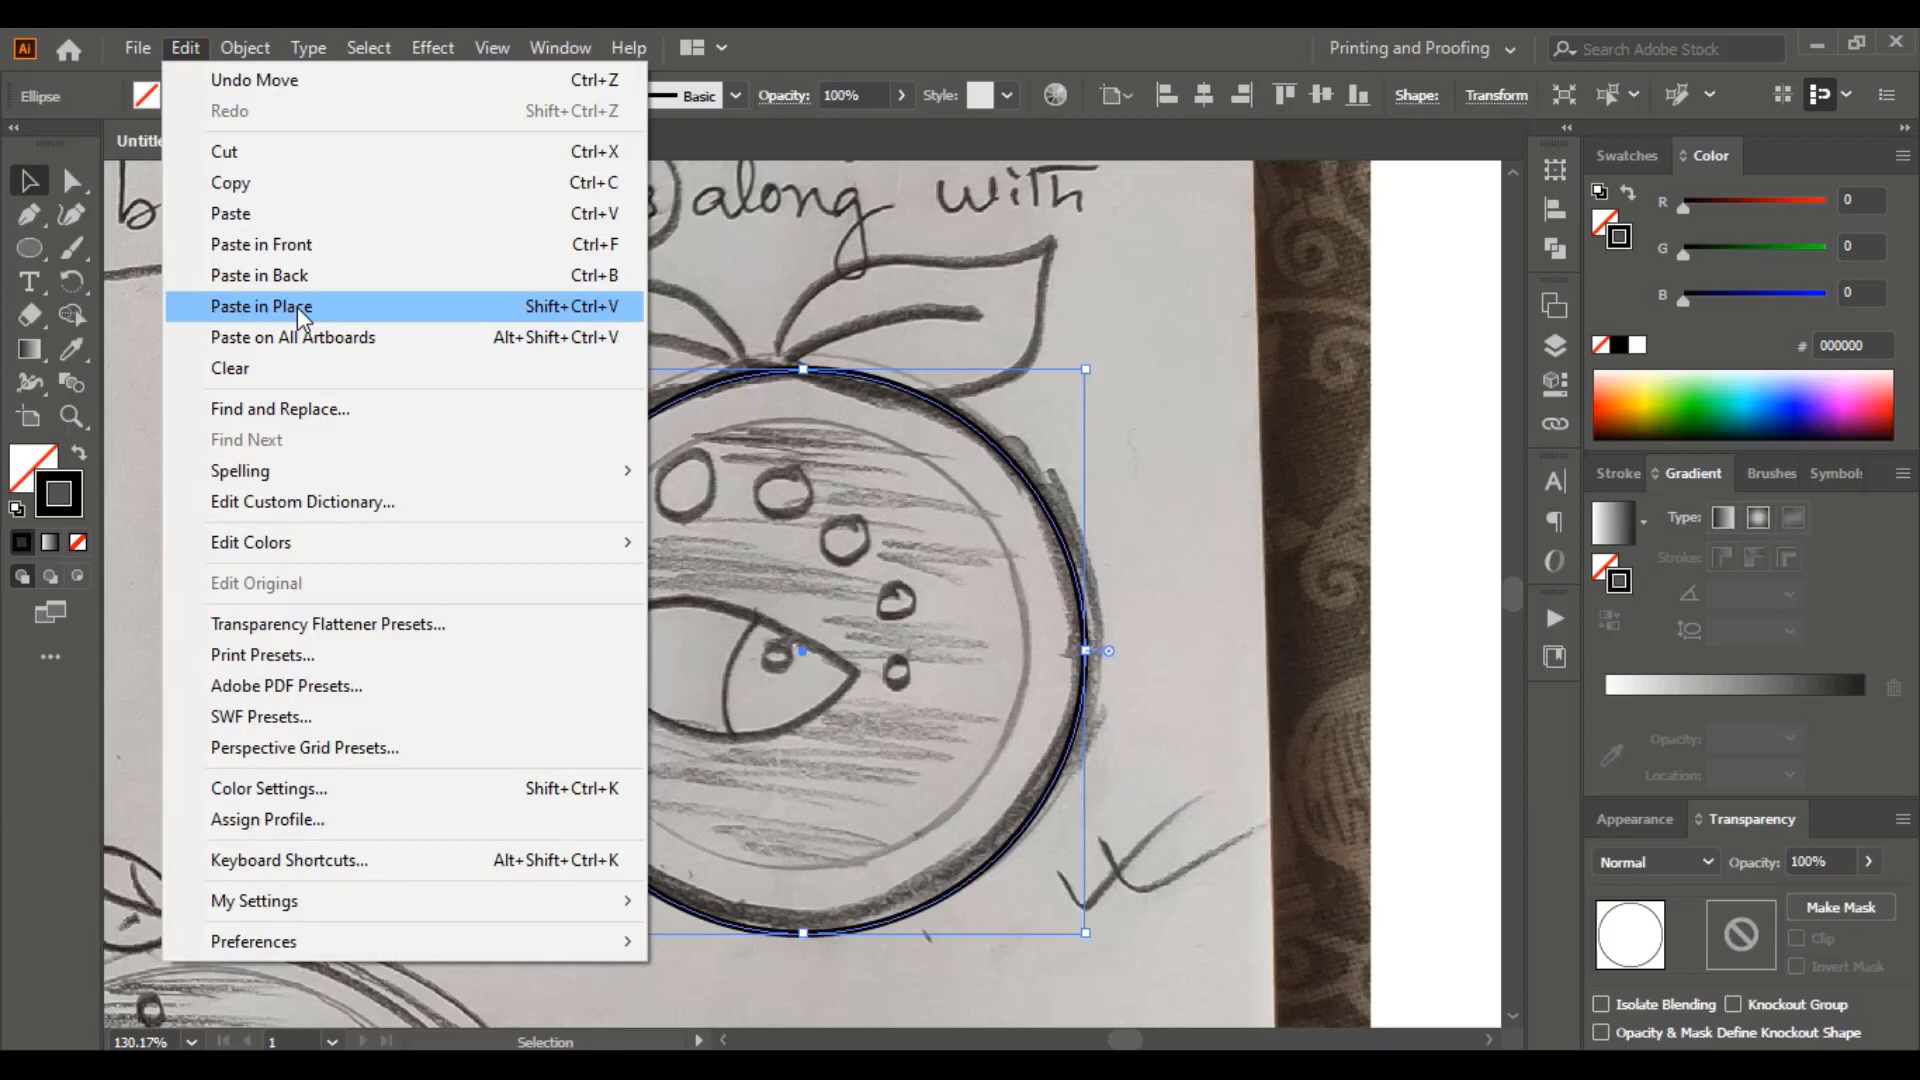 Ai File Edit Object Type Select Effect View Window Help Printing and Proofing Search Adobe Stock
Ellipse Basic Opacity: 100% Style: Shape: Transform
Untitle
Undo Move Ctrl+Z
Redo Shift+Ctrl+Z
Cut Ctrl+X
Copy Ctrl+C
Paste Ctrl+V
Paste in Front Ctrl+F
Paste in Back Ctrl+B
Paste in Place Shift+Ctrl+V
Paste on All Artboards Alt+Shift+Ctrl+V
Clear
Find and Replace...
Find Next
Spelling
Edit Custom Dictionary...
Edit Colors
Edit Original
Transparency Flattener Presets...
Print Presets...
Adobe PDF Presets...
SWF Presets...
Perspective Grid Presets...
Color Settings... Shift+Ctrl+K
Assign Profile...
Keyboard Shortcuts... Alt+Shift+Ctrl+K
My Settings
Preferences
b s) along with
Swatches Color
R 0
G 0
B 0
# 000000
Stroke Gradient Brushes Symbols
Type:
Stroke:
Opacity:
Location:
Appearance Transparency
Normal Opacity: 100%
Make Mask
Clip
Invert Mask
Isolate Blending Knockout Group
Opacity & Mask Define Knockout Shape
130.17% 1 Selection